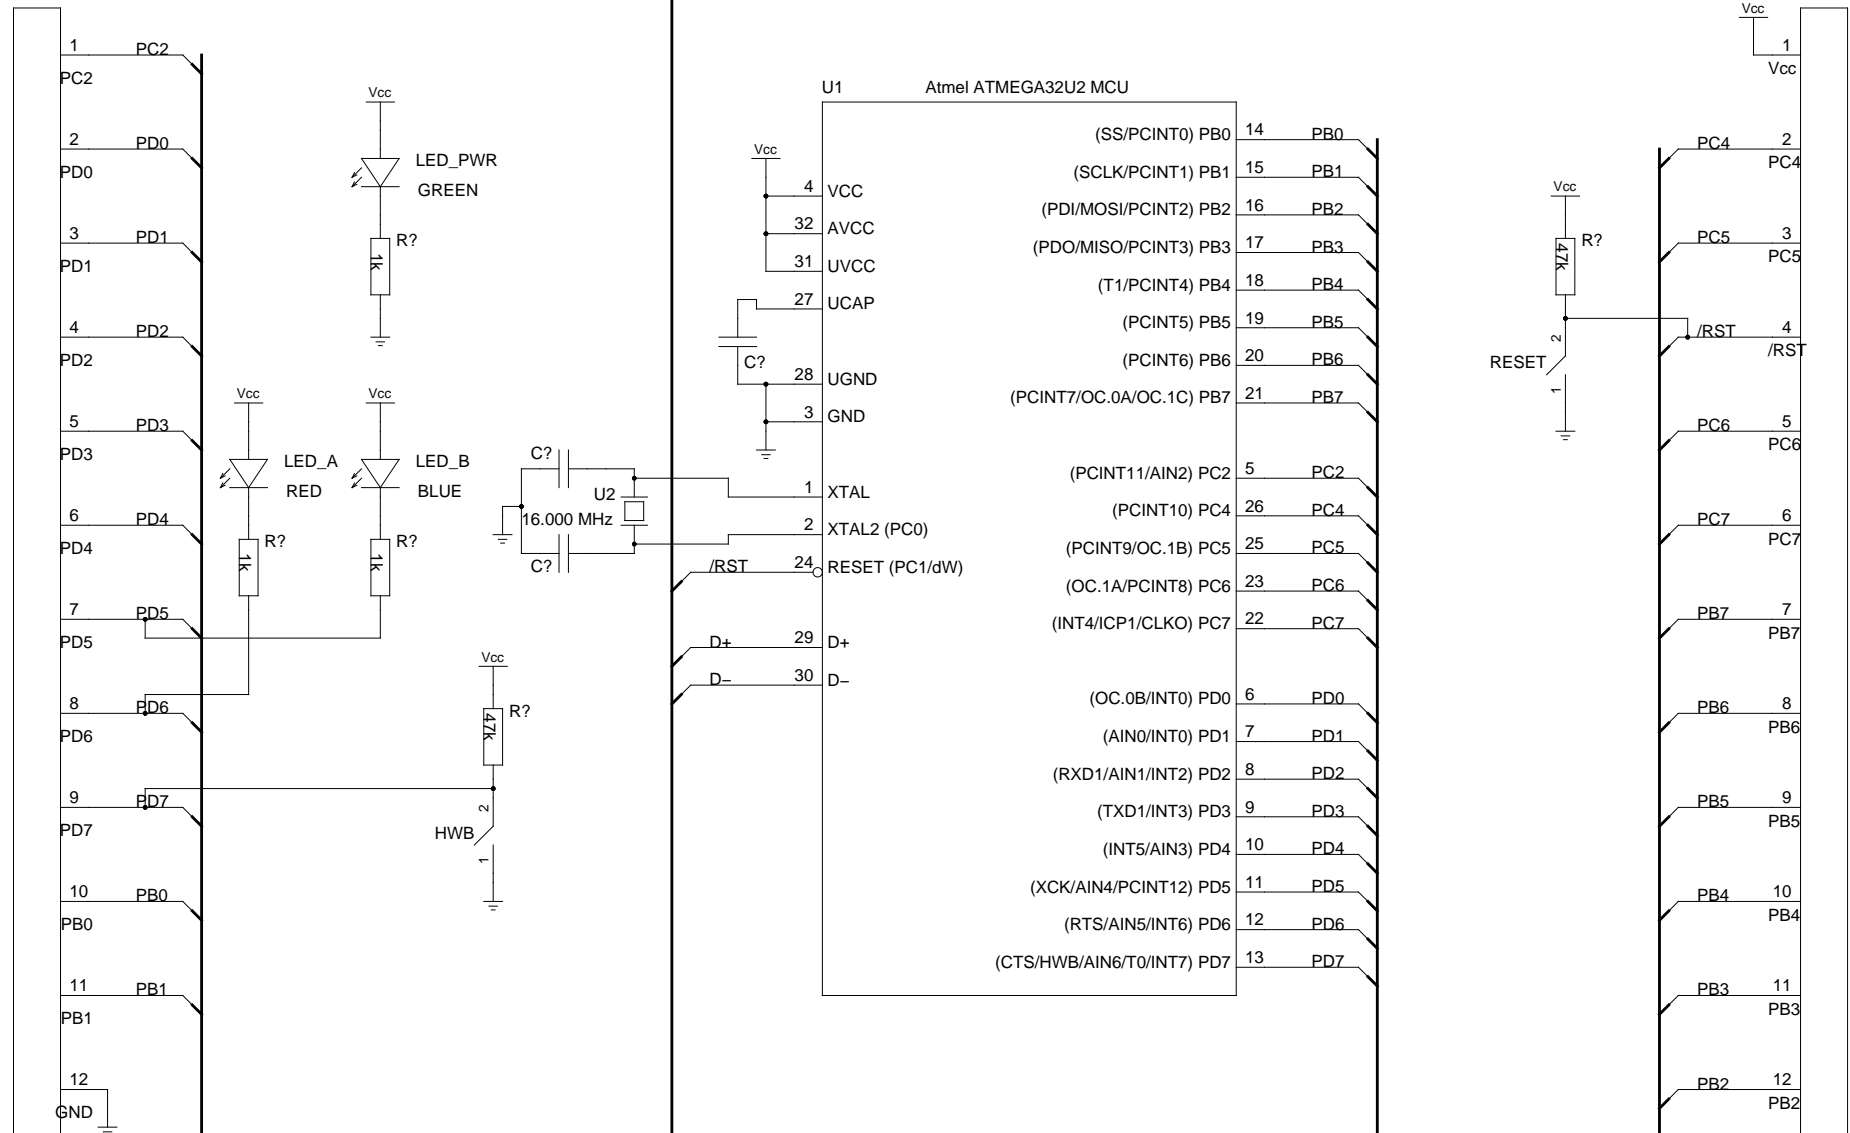 1 PC2
PC2
2 PD0
PD0
3 PD1
PD1
4 PD2
PD2
5 PD3
PD3
6 PD4
PD4
7 PD5
PD5
8 PD6
PD6
9 PD7
PD7
10 PB0
PB0
11 PB1
PB1
12
GND
Vcc
LED_PWR
GREEN
R?
1k
Vcc
LED_A
RED
R?
1k
Vcc
LED_B
BLUE
R?
1k
Vcc
R?
47k
2
HWB
1
C?
U2
16.000 MHz
C?
U1 Atmel ATMEGA32U2 MCU
Vcc
4 VCC
32 AVCC
31 UVCC
27 UCAP
C?
28 UGND
3 GND
1 XTAL
2 XTAL2 (PC0)
/RST 24 RESET (PC1/dW)
D+ 29 D+
D− 30 D−
(SS/PCINT0) PB0 14 PB0
(SCLK/PCINT1) PB1 15 PB1
(PDI/MOSI/PCINT2) PB2 16 PB2
(PDO/MISO/PCINT3) PB3 17 PB3
(T1/PCINT4) PB4 18 PB4
(PCINT5) PB5 19 PB5
(PCINT6) PB6 20 PB6
(PCINT7/OC.0A/OC.1C) PB7 21 PB7
(PCINT11/AIN2) PC2 5 PC2
(PCINT10) PC4 26 PC4
(PCINT9/OC.1B) PC5 25 PC5
(OC.1A/PCINT8) PC6 23 PC6
(INT4/ICP1/CLKO) PC7 22 PC7
(OC.0B/INT0) PD0 6 PD0
(AIN0/INT0) PD1 7 PD1
(RXD1/AIN1/INT2) PD2 8 PD2
(TXD1/INT3) PD3 9 PD3
(INT5/AIN3) PD4 10 PD4
(XCK/AIN4/PCINT12) PD5 11 PD5
(RTS/AIN5/INT6) PD6 12 PD6
(CTS/HWB/AIN6/T0/INT7) PD7 13 PD7
Vcc
R?
47k
2
RESET
1
Vcc
1
Vcc
PC4 2
PC4
PC5 3
PC5
/RST 4
/RST
PC6 5
PC6
PC7 6
PC7
PB7 7
PB7
PB6 8
PB6
PB5 9
PB5
PB4 10
PB4
PB3 11
PB3
PB2 12
PB2